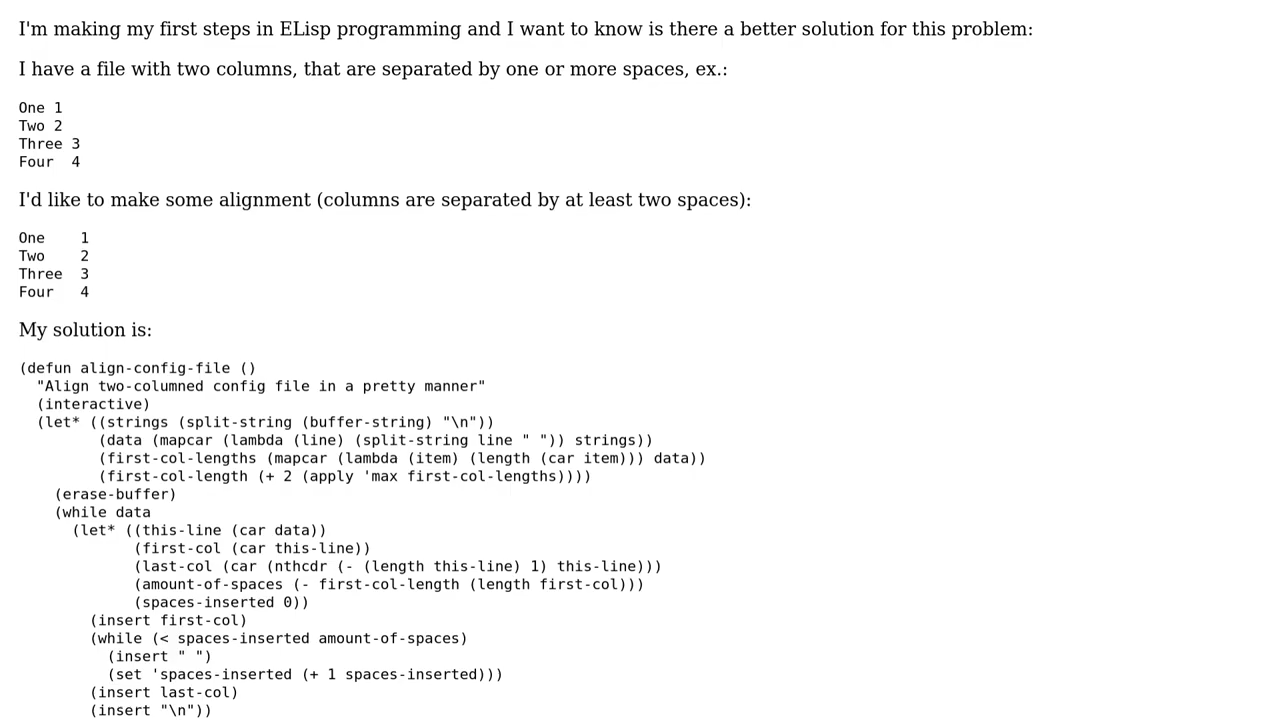 I'm making my first steps in ELisp programming and I want to know is there a better solution for this problem:
I have a file with two columns, that are separated by one or more spaces, ex.:
One 1
Two 2
Three 3
Four  4
I'd like to make some alignment (columns are separated by at least two spaces):
One    1
Two    2
Three  3
Four   4
My solution is:
(defun align-config-file ()
  "Align two-columned config file in a pretty manner"
  (interactive)
  (let* ((strings (split-string (buffer-string) "\n"))
         (data (mapcar (lambda (line) (split-string line " ")) strings))
         (first-col-lengths (mapcar (lambda (item) (length (car item))) data))
         (first-col-length (+ 2 (apply 'max first-col-lengths))))
    (erase-buffer)
    (while data
      (let* ((this-line (car data))
             (first-col (car this-line))
             (last-col (car (nthcdr (- (length this-line) 1) this-line)))
             (amount-of-spaces (- first-col-length (length first-col)))
             (spaces-inserted 0))
        (insert first-col)
        (while (< spaces-inserted amount-of-spaces)
          (insert " ")
          (set 'spaces-inserted (+ 1 spaces-inserted)))
        (insert last-col)
        (insert "\n"))